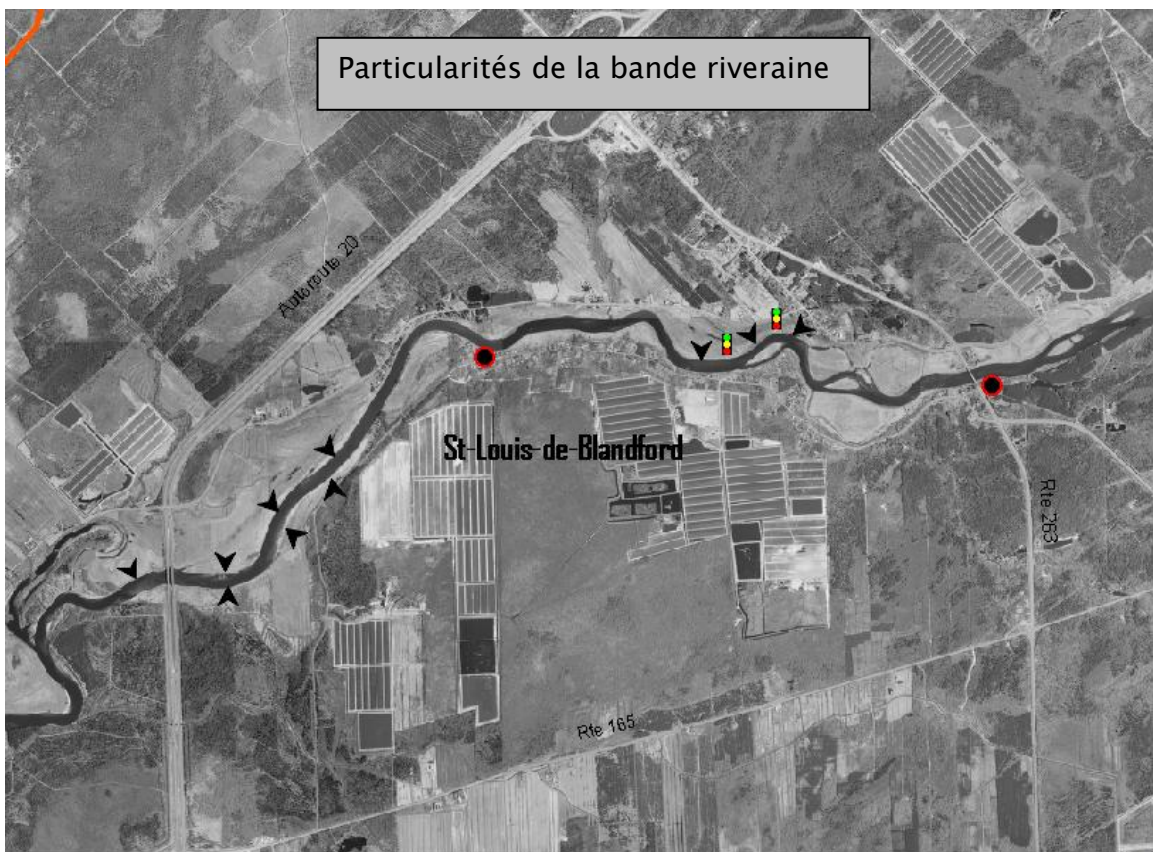 Particularités de la bande riveraine
Autoroute 20
St-Louis-de-Blandford
Rte 263
Rte 165